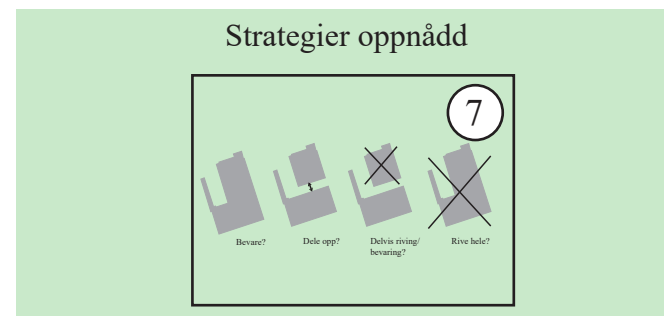 Strategier oppnådd
7
Bevare?
Dele opp?
Delvis riving/
bevaring?
Rive hele?